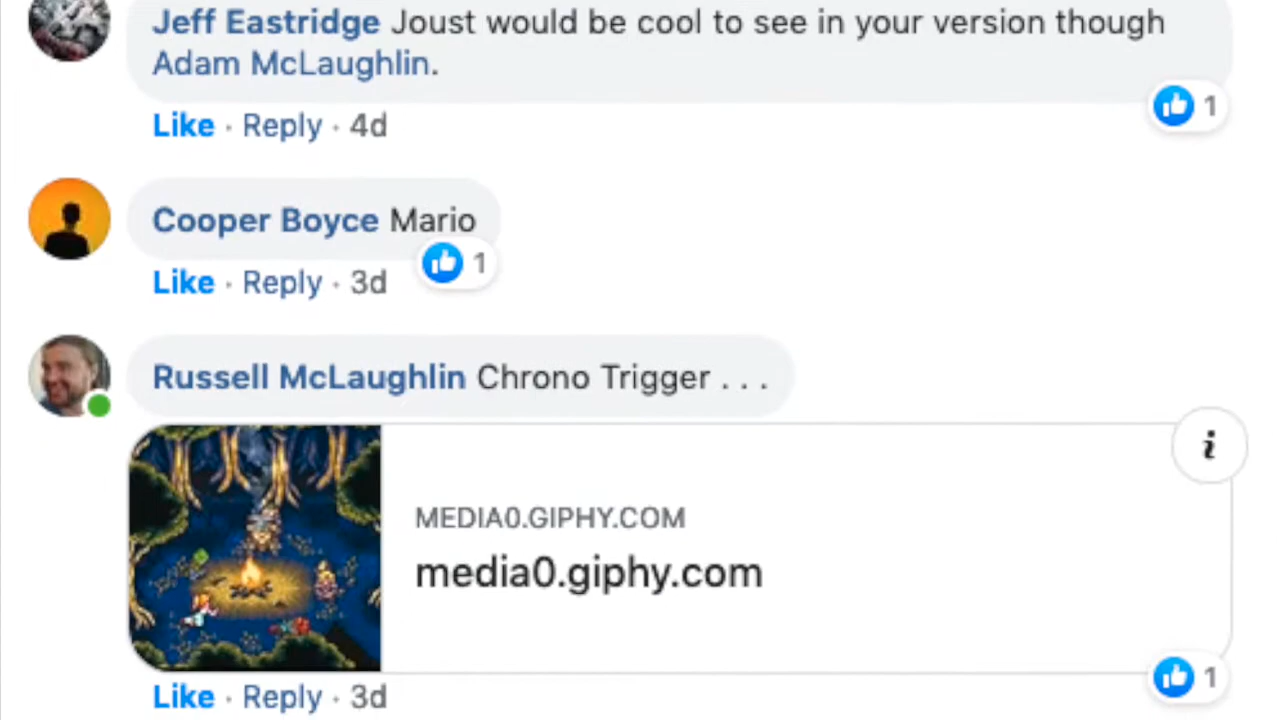 Jeff Eastridge Joust would be cool to see in your version though
Adam McLaughlin.
1
Like · Reply · 4d
Cooper Boyce Mario
1
Like · Reply · 3d
Russell McLaughlin Chrono Trigger . . .
i
MEDIA0.GIPHY.COM
media0.giphy.com
1
Like · Reply · 3d